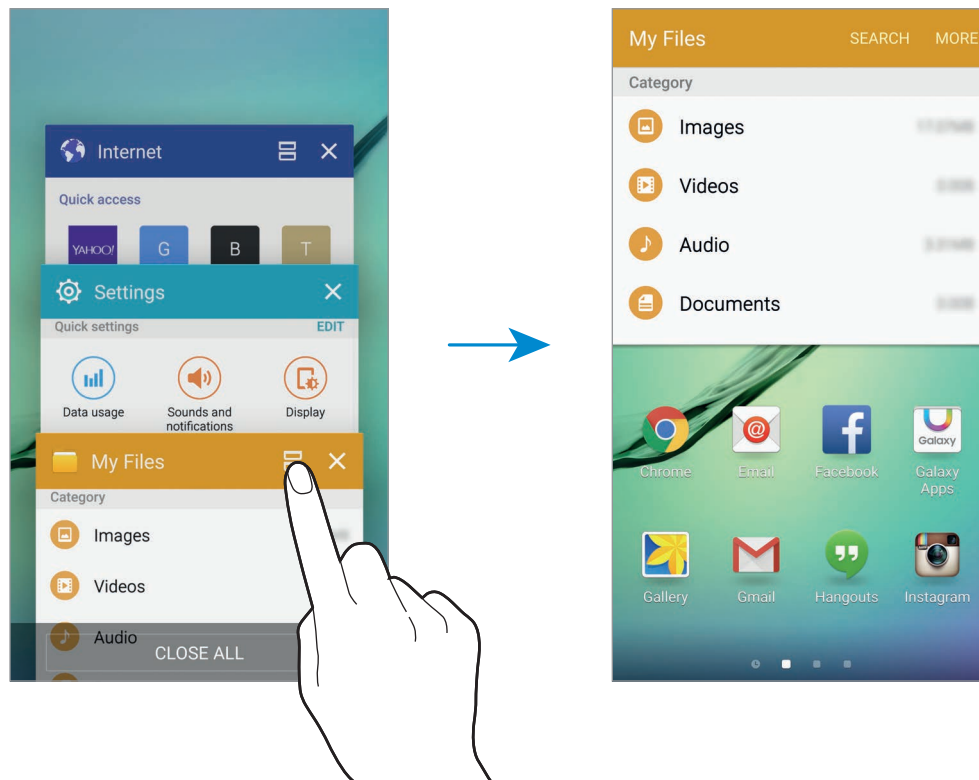 Internet
Quick access
YAHOO!
G
B
T
Settings
Quick settings
EDIT
Data usage
Sounds and
notifications
Display
My Files
Category
Images
Videos
Audio
CLOSE ALL
My Files
SEARCH
MORE
Category
Images
Videos
Audio
Documents
Chrome
Email
Facebook
Galaxy
Galaxy
Apps
Gallery
Gmail
Hangouts
Instagram